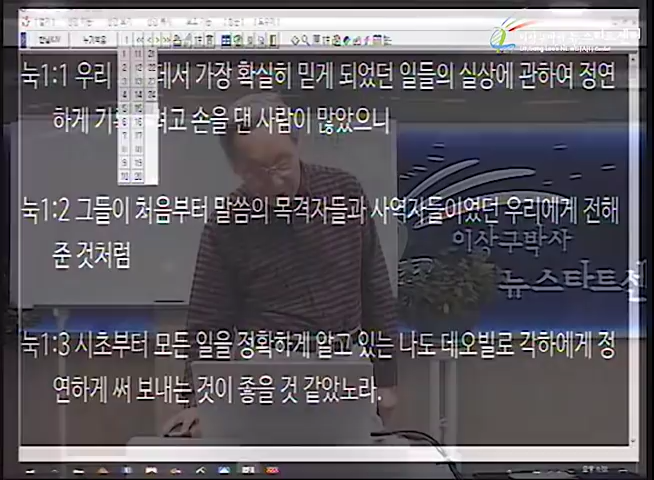 눅1:1 우리 데서 가장 확실히 믿게 되었던 일들의 실상에 관하여 정연
하게 기 려고 손을 댄 사람이 많았으니
눅1:2 그들이 처음부터 말씀의 목격자들과 사역자들이었던 우리에게 전해
준 것처럼
이상구박사
뉴스타트센
눅1:3 시초부터 모든 일을 정확하게 알고 있는 나도 데오빌로 각하에게 정
연하게 써 보내는 것이 좋을 것 같았노라.